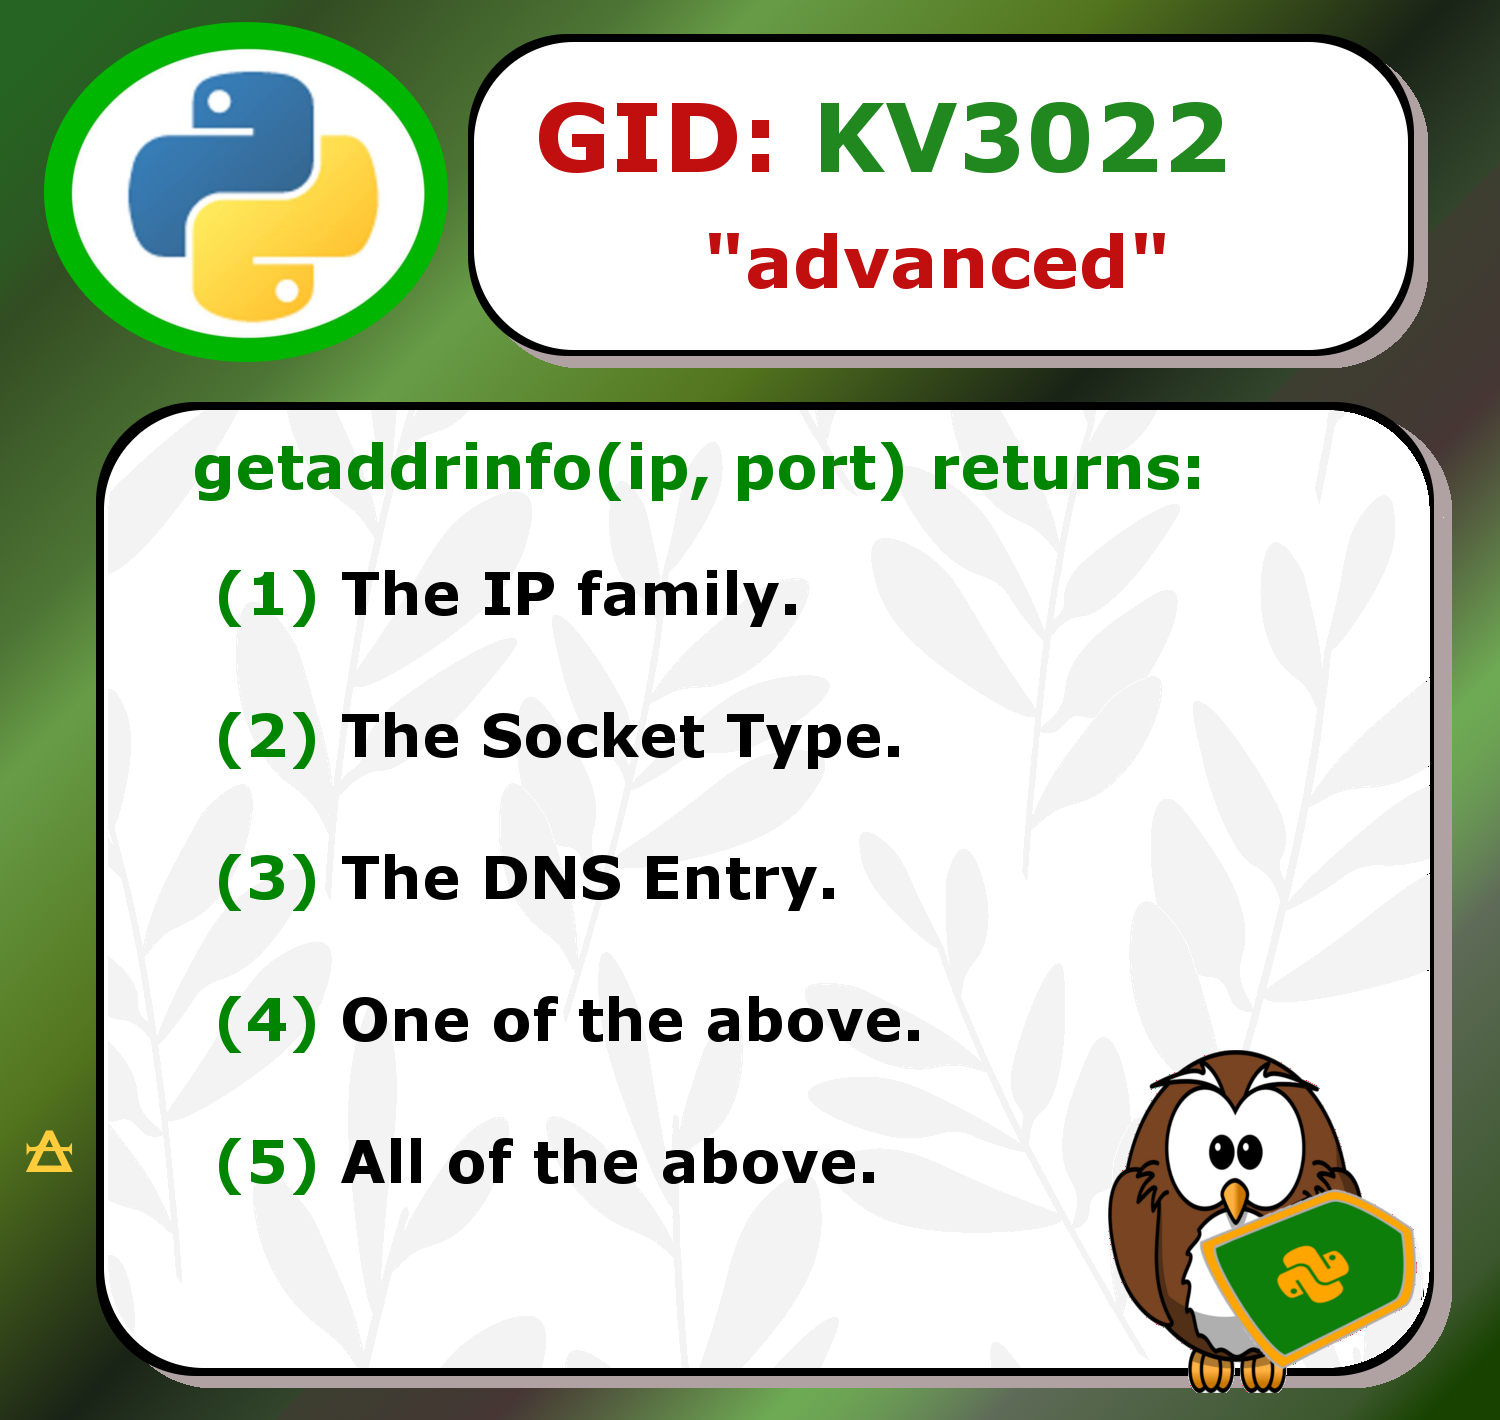 GID: KV3022
"advanced"
getaddrinfo(ip, port) returns:
(1) The IP family.
(2) The Socket Type.
(3) The DNS Entry.
(4) One of the above.
(5) All of the above.